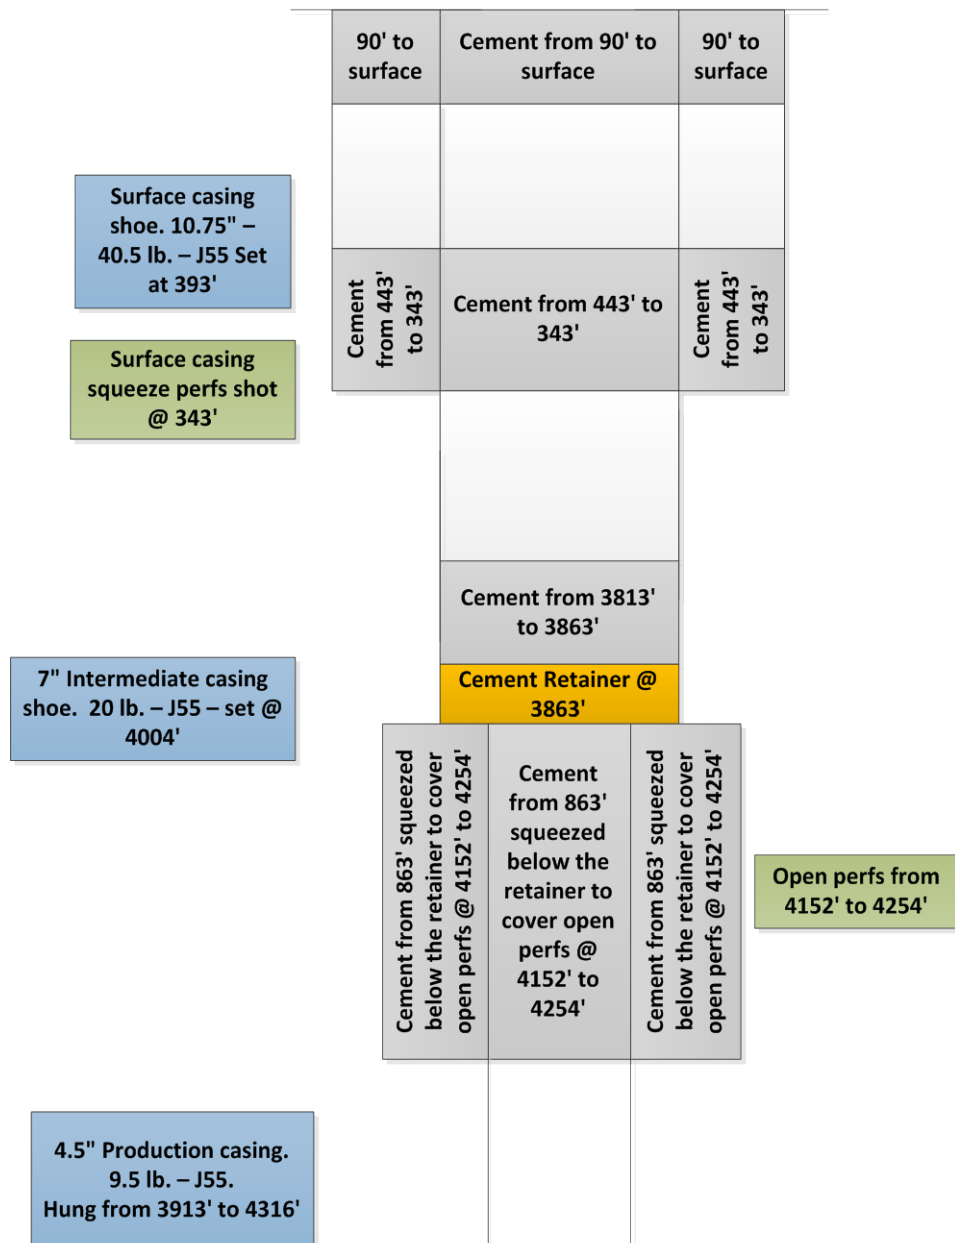 90' to
surface
Cement from 90' to
surface
90' to
surface
Surface casing
shoe. 10.75" –
40.5 lb. – J55 Set
at 393'
Cement
from 443'
to 343'
Cement from 443' to
343'
Cement
from 443'
to 343'
Surface casing
squeeze perfs shot
@ 343'
Cement from 3813'
to 3863'
7" Intermediate casing
shoe.  20 lb. – J55 – set @
4004'
Cement Retainer @
3863'
Cement from 863' squeezed
below the retainer to cover
open perfs @ 4152' to 4254'
Cement
from 863'
squeezed
below the
retainer to
cover open
perfs @
4152' to
4254'
Cement from 863' squeezed
below the retainer to cover
open perfs @ 4152' to 4254'
Open perfs from
4152' to 4254'
4.5" Production casing.
9.5 lb. – J55.
Hung from 3913' to 4316'